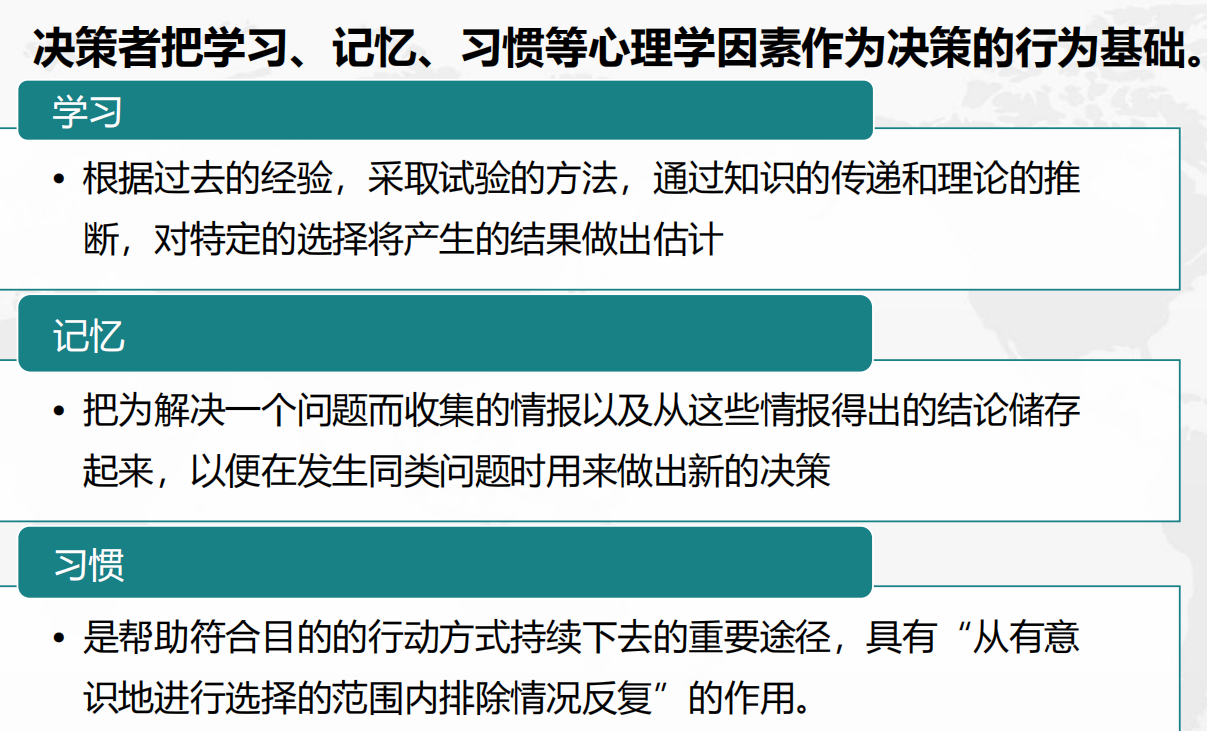 决策者把学习、记忆、习惯等心理学因素作为决策的行为基础。
学习
• 根据过去的经验，采取试验的方法，通过知识的传递和理论的推
断，对特定的选择将产生的结果做出估计
记忆
• 把为解决一个问题而收集的情报以及从这些情报得出的结论储存
起来，以便在发生同类问题时用来做出新的决策
习惯
• 是帮助符合目的的行动方式持续下去的重要途径，具有“从有意
识地进行选择的范围内排除情况反复”的作用。